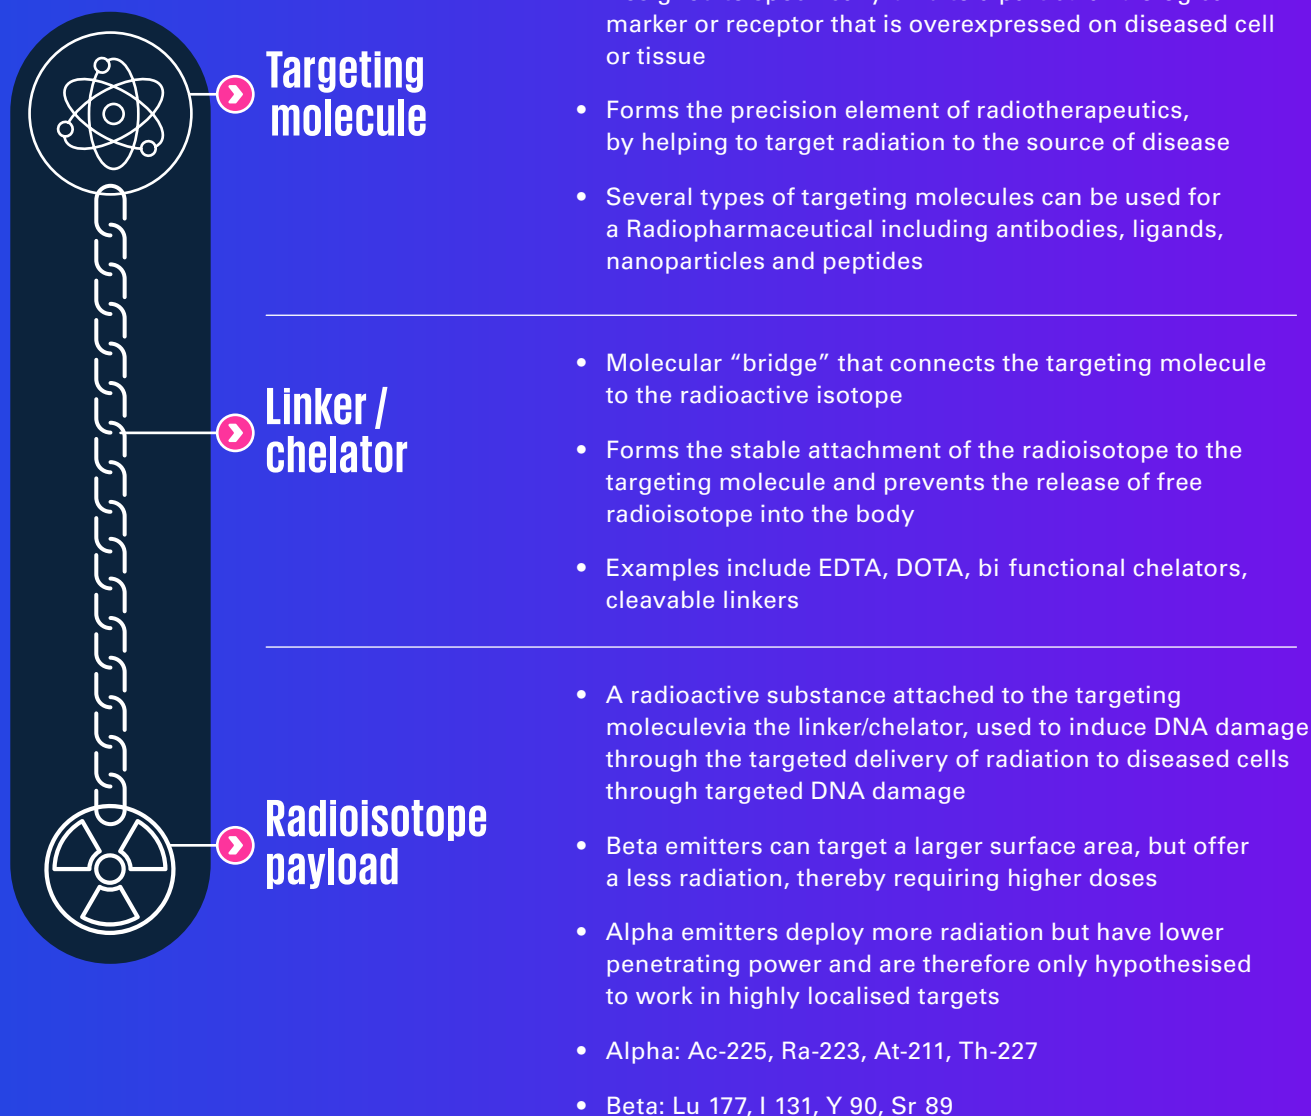 Targeting
molecule
marker or receptor that is overexpressed on diseased cell
or tissue
• Forms the precision element of radiotherapeutics,
by helping to target radiation to the source of disease
• Several types of targeting molecules can be used for
a Radiopharmaceutical including antibodies, ligands,
nanoparticles and peptides
Linker /
chelator
• Molecular “bridge” that connects the targeting molecule
to the radioactive isotope
• Forms the stable attachment of the radioisotope to the
targeting molecule and prevents the release of free
radioisotope into the body
• Examples include EDTA, DOTA, bi functional chelators,
cleavable linkers
Radioisotope
payload
• A radioactive substance attached to the targeting
moleculevia the linker/chelator, used to induce DNA damage
through the targeted delivery of radiation to diseased cells
through targeted DNA damage
• Beta emitters can target a larger surface area, but offer
a less radiation, thereby requiring higher doses
• Alpha emitters deploy more radiation but have lower
penetrating power and are therefore only hypothesised
to work in highly localised targets
• Alpha: Ac-225, Ra-223, At-211, Th-227
• Beta: Lu 177, I 131, Y 90, Sr 89